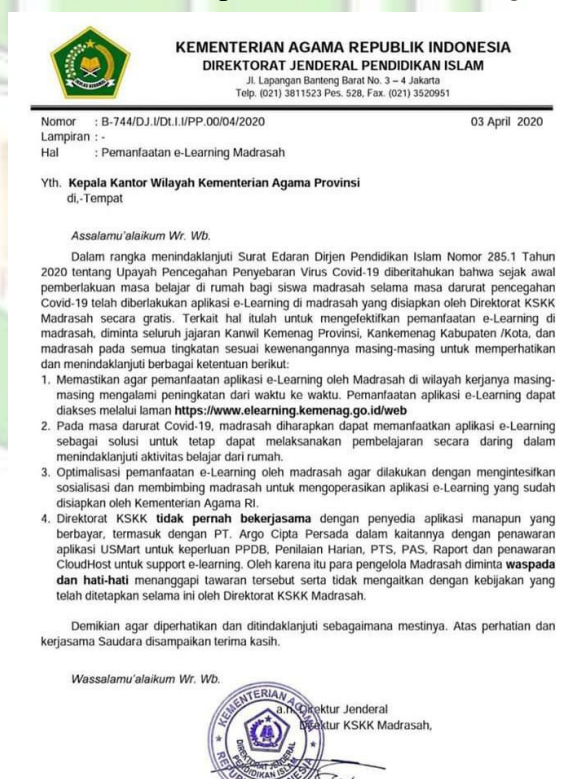 KEMENTERIAN AGAMA REPUBLIK INDONESIA
DIREKTORAT JENDERAL PENDIDIKAN ISLAM
Jl. Lapangan Banteng Barat No. 3 – 4 Jakarta
Telp. (021) 3811523 Pes. 528, Fax. (021) 3520951
Nomor : B-744/DJ.I/Dt.I.I/PP.00/04/2020 03 April 2020
Lampiran : -
Hal : Pemanfaatan e-Learning Madrasah
Yth. Kepala Kantor Wilayah Kementerian Agama Provinsi
di,-Tempat
Assalamu'alaikum Wr. Wb.
Dalam rangka menindaklanjuti Surat Edaran Dirjen Pendidikan Islam Nomor 285.1 Tahun
2020 tentang Upayah Pencegahan Penyebaran Virus Covid-19 diberitahukan bahwa sejak awal
pemberlakuan masa belajar di rumah bagi siswa madrasah selama masa darurat pencegahan
Covid-19 telah diberlakukan aplikasi e-Learning di madrasah yang disiapkan oleh Direktorat KSKK
Madrasah secara gratis. Terkait hal itulah untuk mengefektifkan pemanfaatan e-Learning di
madrasah, diminta seluruh jajaran Kanwil Kemenag Provinsi, Kankemenag Kabupaten /Kota, dan
madrasah pada semua tingkatan sesuai kewenangannya masing-masing untuk memperhatikan
dan menindaklanjuti berbagai ketentuan berikut:
1. Memastikan agar pemanfaatan aplikasi e-Learning oleh Madrasah di wilayah kerjanya masing-
masing mengalami peningkatan dari waktu ke waktu. Pemanfaatan aplikasi e-Learning dapat
diakses melalui laman https://www.elearning.kemenag.go.id/web
2. Pada masa darurat Covid-19, madrasah diharapkan dapat memanfaatkan aplikasi e-Learning
sebagai solusi untuk tetap dapat melaksanakan pembelajaran secara daring dalam
menindaklanjuti aktivitas belajar dari rumah.
3. Optimalisasi pemanfaatan e-Learning oleh madrasah agar dilakukan dengan mengintesifkan
sosialisasi dan membimbing madrasah untuk mengoperasikan aplikasi e-Learning yang sudah
disiapkan oleh Kementerian Agama RI.
4. Direktorat KSKK tidak pernah bekerjasama dengan penyedia aplikasi manapun yang
berbayar, termasuk dengan PT. Argo Cipta Persada dalam kaitannya dengan penawaran
aplikasi USMart untuk keperluan PPDB, Penilaian Harian, PTS, PAS, Raport dan penawaran
CloudHost untuk support e-learning. Oleh karena itu para pengelola Madrasah diminta waspada
dan hati-hati menanggapi tawaran tersebut serta tidak mengaitkan dengan kebijakan yang
telah ditetapkan selama ini oleh Direktorat KSKK Madrasah.
Demikian agar diperhatikan dan ditindaklanjuti sebagaimana mestinya. Atas perhatian dan
kerjasama Saudara disampaikan terima kasih.
Wassalamu'alaikum Wr. Wb.
a.n Direktur Jenderal
Direktur KSKK Madrasah,
KEMENTERIAN AGAMA
DIREKTORAT JENDERAL
PENDIDIKAN ISLAM